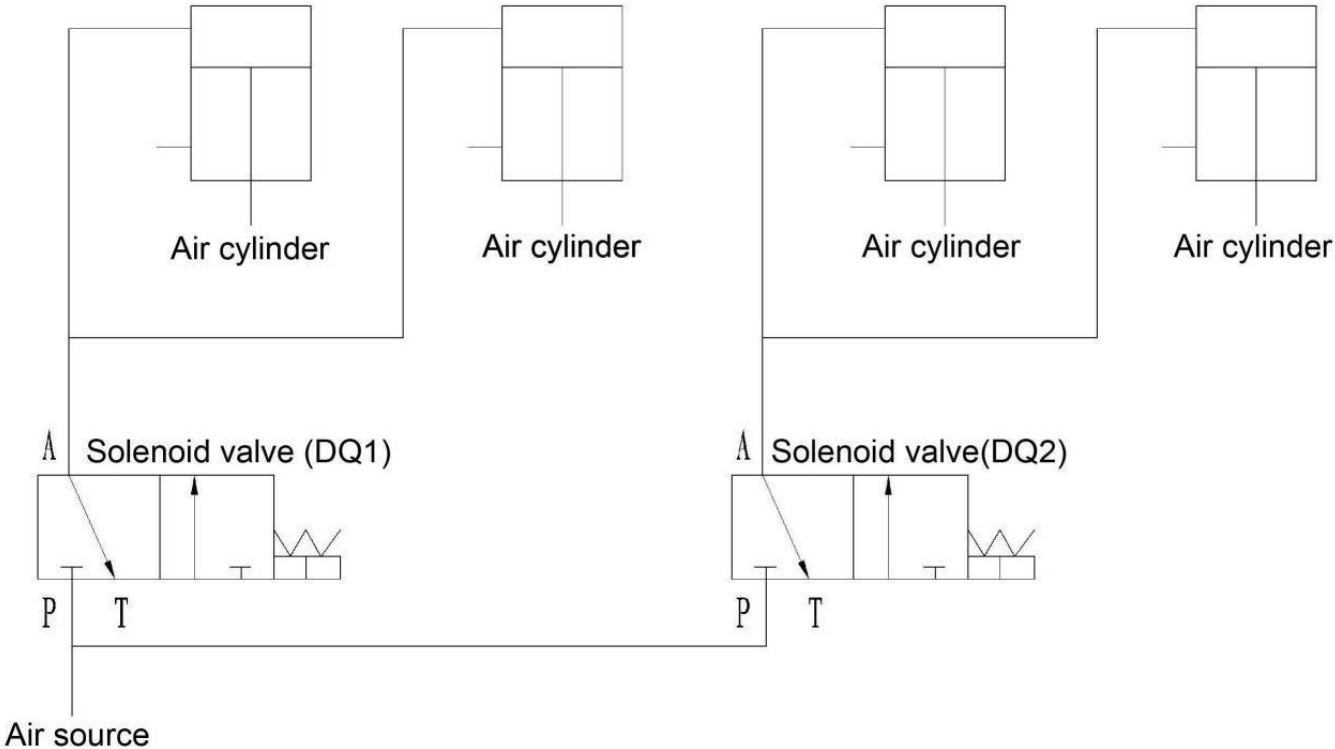 Air cylinder
Air cylinder
Air cylinder
Air cylinder
A
Solenoid valve (DQ1)
A
Solenoid valve(DQ2)
P
T
P
T
Air source